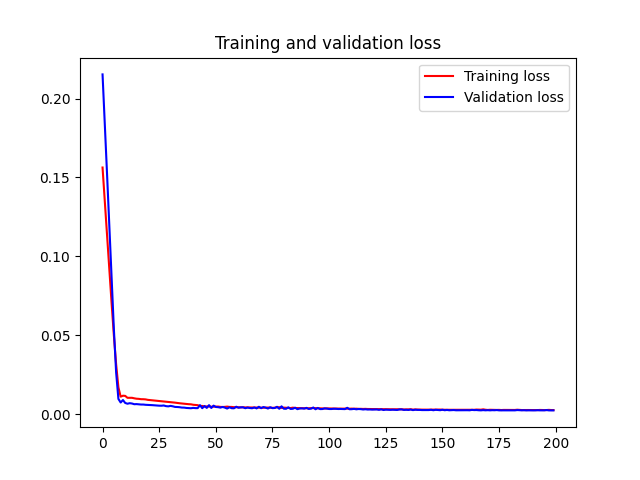 Training and validation loss
Training loss
Validation loss
0.20
0.15
0.10
0.05
0.00
0 25 50 75 100 125 150 175 200